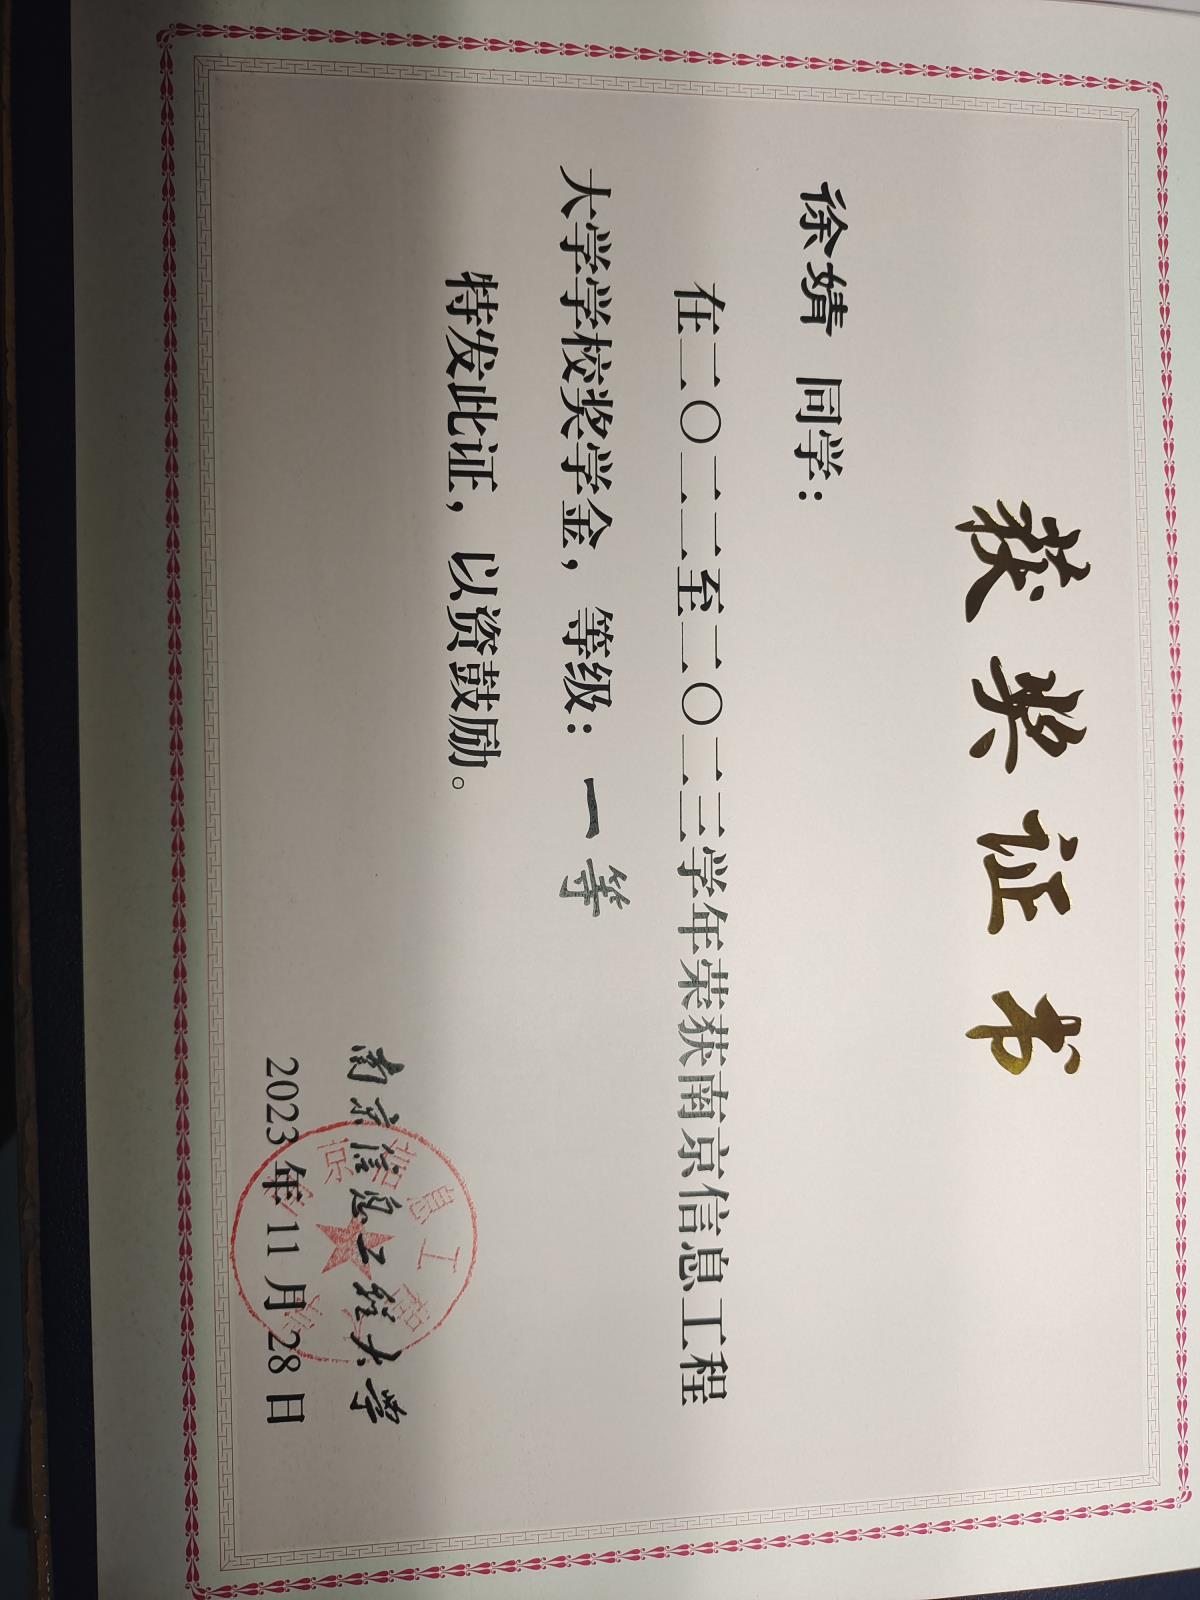 获奖证书
徐婧 同学：
在二〇二二至二〇二三学年荣获南京信息工程
大学学校奖学金，等级：一等
特发此证，以资鼓励。
南京信息工程大学
2023年11月28日